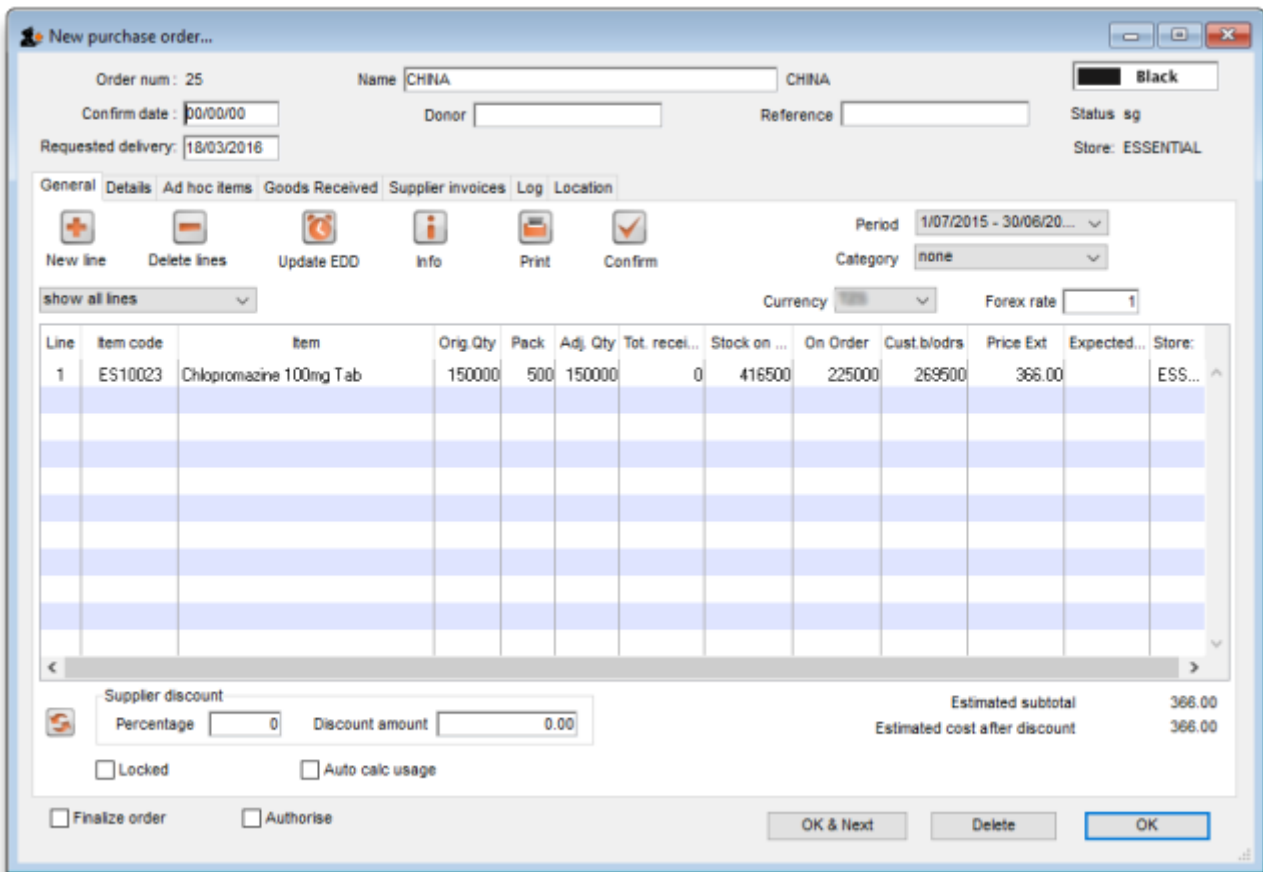 New purchase order...
Order num : 25 Name CHINA CHINA Black
Confirm date : 00/00/00 Donor Reference Status sg
Requested delivery: 18/03/2016 Store: ESSENTIAL
General Details Ad hoc items Goods Received Supplier invoices Log Location
New line Delete lines Update EDD Info Print Confirm
Period 1/07/2015 - 30/06/20...
Category none
show all lines Currency Forex rate 1
Line Item code Item Orig.Qty Pack Adj. Qty Tot. recei... Stock on ... On Order Cust.b/odrs Price Ext Expected... Store:
1 ES10023 Chlopromazine 100mg Tab 150000 500 150000 0 416500 225000 269500 366.00 ESS...
Supplier discount
Percentage 0 Discount amount 0.00
Estimated subtotal 366.00
Estimated cost after discount 366.00
Locked Auto calc usage
Finalize order Authorise OK & Next Delete OK